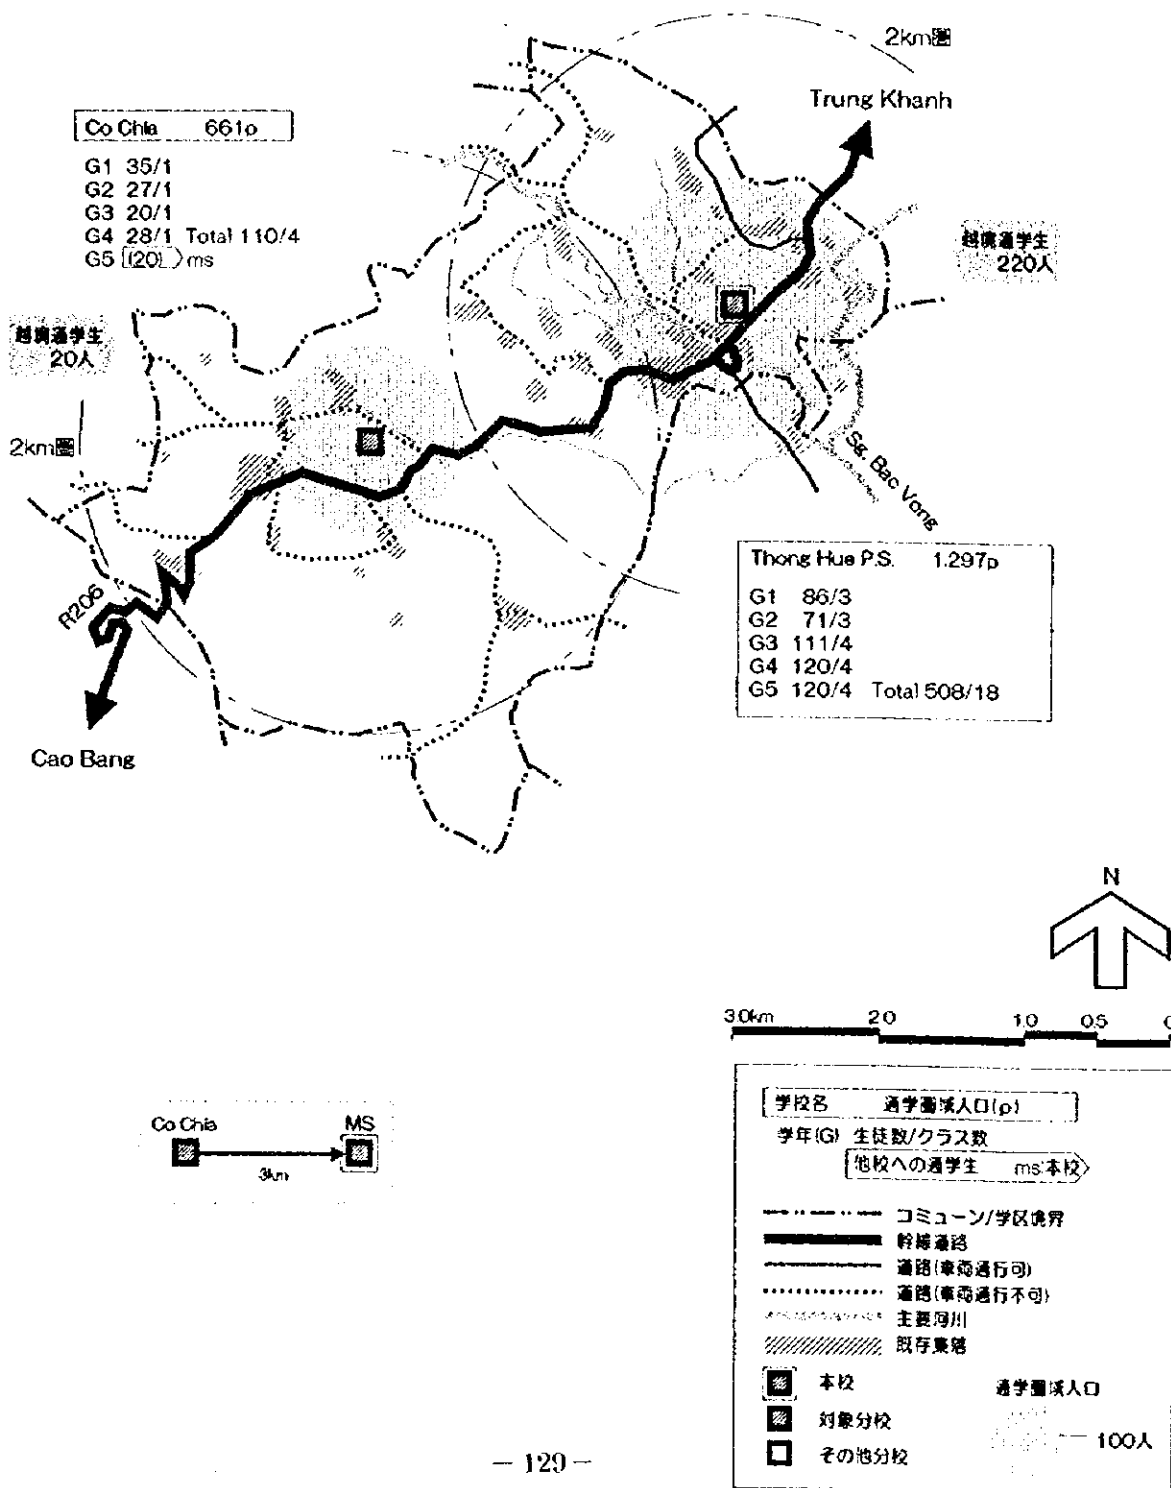 2km圏
Trung Khanh
Co Chia 661p
G1 35/1
G2 27/1
G3 20/1
G4 28/1 Total 110/4
G5 (20) ms
越境通学生
220人
越境通学生
20人
2km圏
Sg. Bac Vong
R206
Cao Bang
Thong Hue P.S. 1.297p
G1 86/3
G2 71/3
G3 111/4
G4 120/4
G5 120/4 Total 508/18
N
3.0km 2.0 1.0 0.5 0
Co Chia MS
3km
学校名 通学圏域人口(p)
学年(G) 生徒数/クラス数
他校への通学生 ms:本校
コミューン/学区境界
幹線道路
道路(車両通行可)
道路(車両通行不可)
主要河川
既存集落
本校
対象分校
その他分校
通学圏域人口
100人
- 129 -